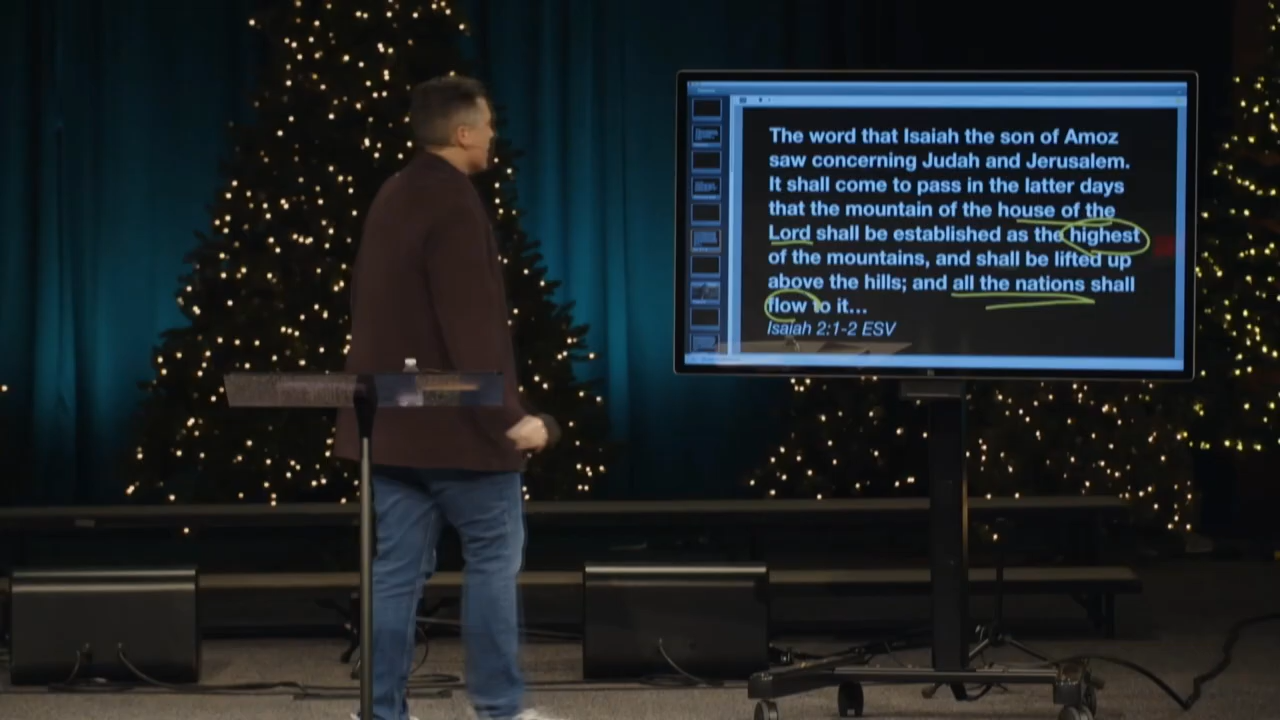 The word that Isaiah the son of Amoz
saw concerning Judah and Jerusalem.
It shall come to pass in the latter days
that the mountain of the house of the
Lord shall be established as the highest
of the mountains, and shall be lifted up
above the hills; and all the nations shall
flow to it...
Isaiah 2:1-2 ESV